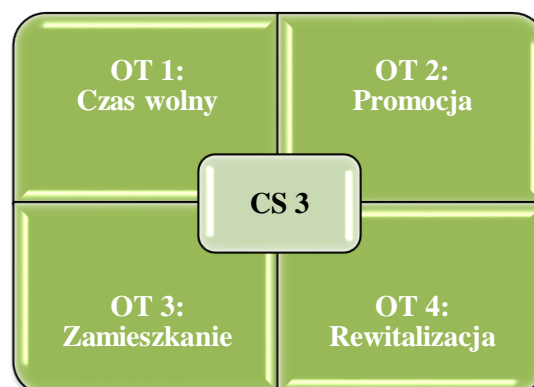 OT 1:
Czas wolny
OT 2:
Promocja
CS 3
OT 3:
Zamieszkanie
OT 4:
Rewitalizacja